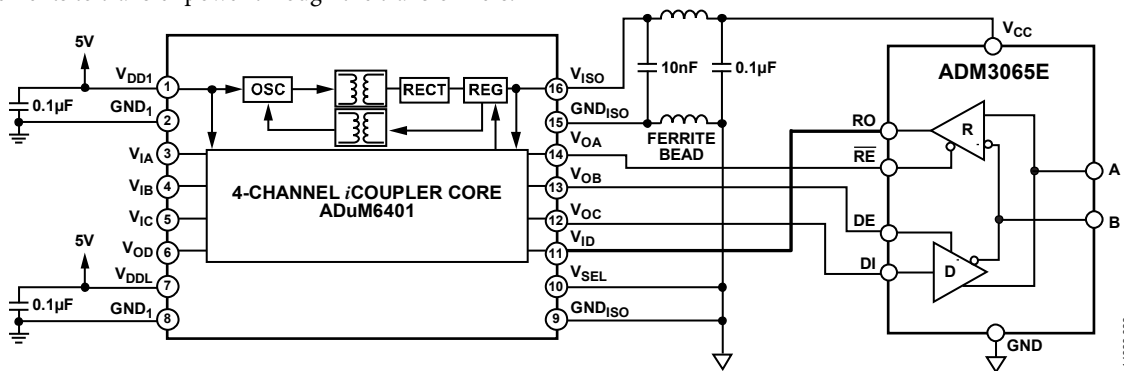 5V
0.1µF
VDD1
1
GND1
2
VIA
3
VIB
4
VIC
5
VOD
6
5V
VDDL
7
0.1µF
GND1
8
OSC
RECT
REG
4-CHANNEL iCOUPLER CORE
ADuM6401
16
VISO
15
GNDISO
14
VOA
13
VOB
12
VOC
11
VID
10
VSEL
9
GNDISO
10nF
0.1µF
FERRITE
BEAD
VCC
ADM3065E
RO
RE
DE
DI
R
D
A
B
GND